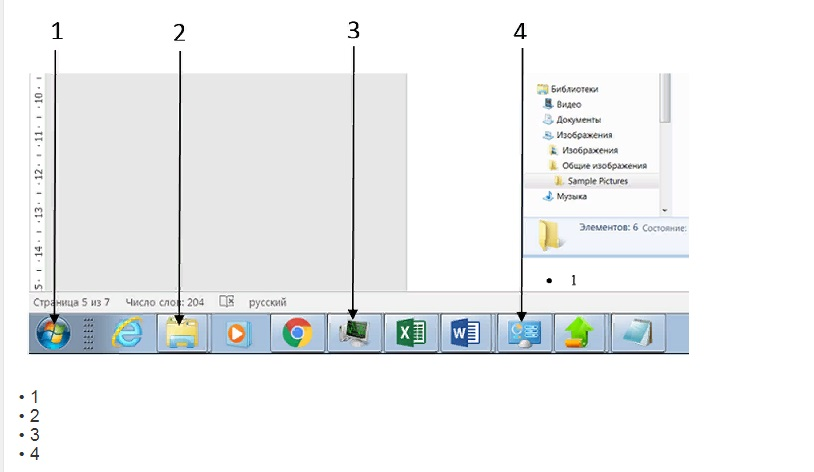 1 2 3 4
Библиотеки
Видео
Документы
Изображения
Изображения
Общие изображения
Sample Pictures
Музыка
Элементов: 6 Состояние:
• 1
·10·
·11·
·12·
·13·
·14·
5·
Страница 5 из 7 Число слов: 204 русский
• 1
• 2
• 3
• 4